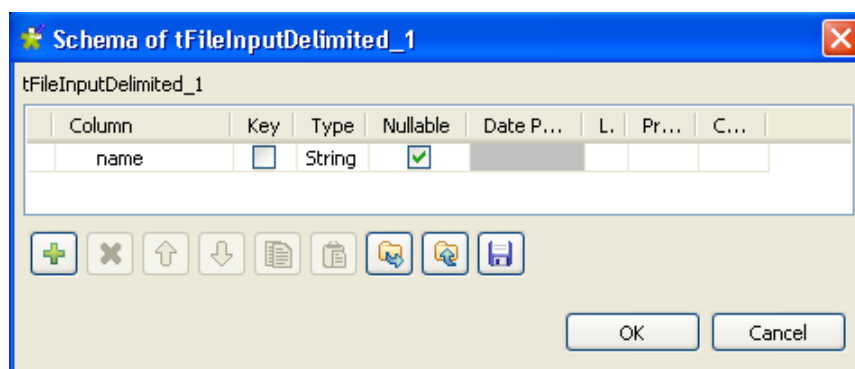 Schema of tFileInputDelimited_1
tFileInputDelimited_1
Column Key Type Nullable Date P... L. Pr... C...
name String
OK Cancel